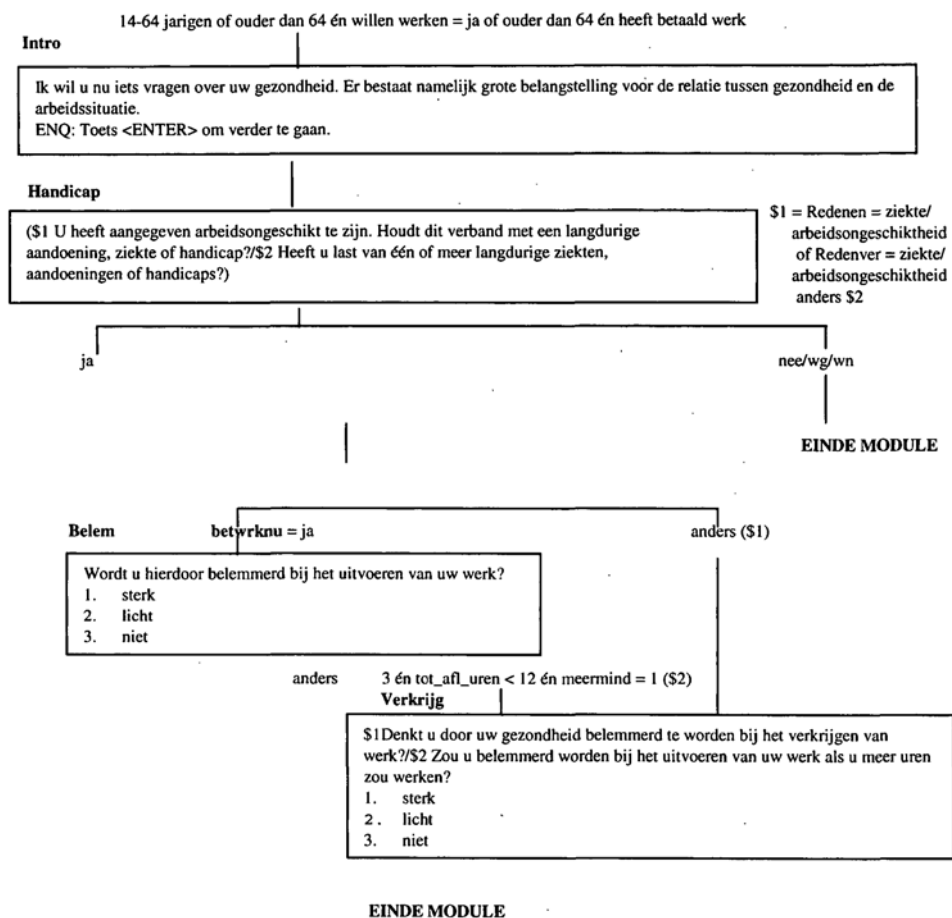 14-64 jarigen of ouder dan 64 én willen werken = ja of ouder dan 64 én heeft betaald werk
Intro
Ik wil u nu iets vragen over uw gezondheid. Er bestaat namelijk grote belangstelling voor de relatie tussen gezondheid en de
arbeidssituatie.
ENQ: Toets <ENTER> om verder te gaan.
Handicap
($1 U heeft aangegeven arbeidsongeschikt te zijn. Houdt dit verband met een langdurige
aandoening, ziekte of handicap?/$2 Heeft u last van één of meer langdurige ziekten,
aandoeningen of handicaps?)
$1 = Redenen = ziekte/
arbeidsongeschiktheid
of Redenver = ziekte/
arbeidsongeschiktheid
anders $2
ja
nee/wg/wn
EINDE MODULE
Belem betwrknu = ja anders ($1)
Wordt u hierdoor belemmerd bij het uitvoeren van uw werk?
1. sterk
2. licht
3. niet
anders 3 én tot_afl_uren < 12 én meermind = 1 ($2)
Verkrijg
$1Denkt u door uw gezondheid belemmerd te worden bij het verkrijgen van
werk?/$2 Zou u belemmerd worden bij het uitvoeren van uw werk als u meer uren
zou werken?
1. sterk
2. licht
3. niet
EINDE MODULE